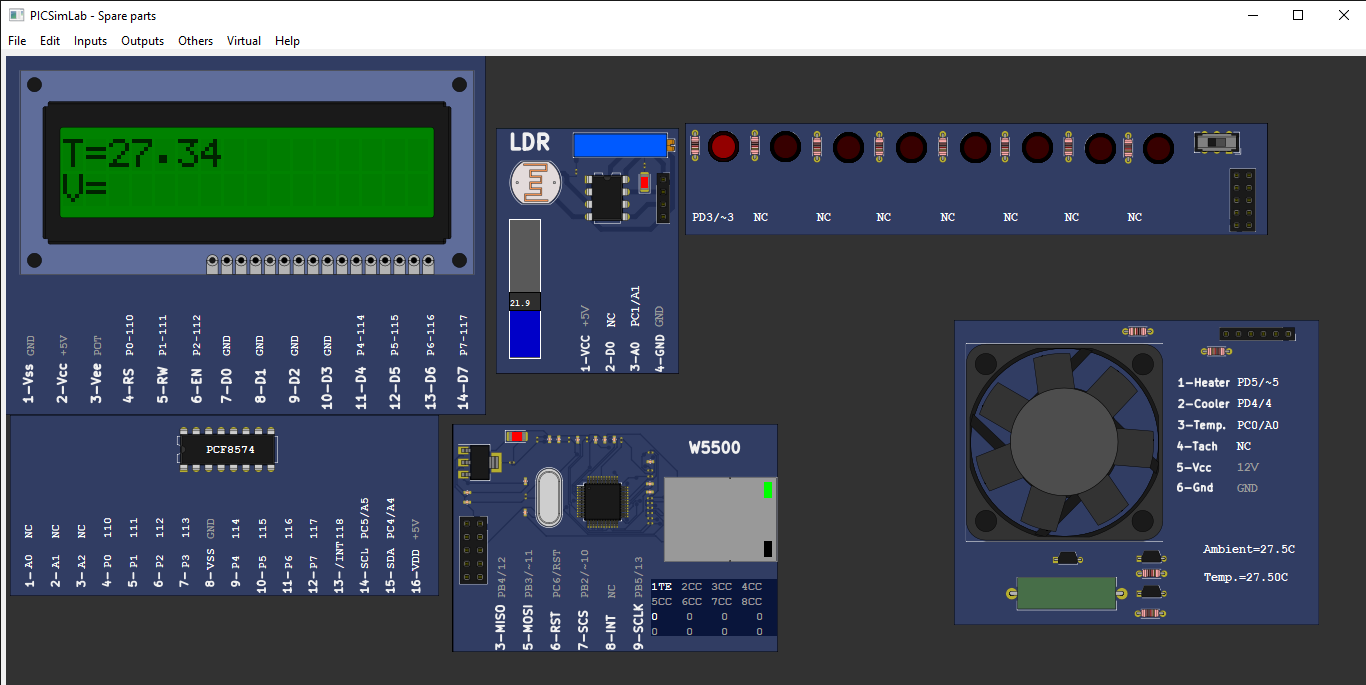 PICSimLab - Spare parts
File Edit Inputs Outputs Others Virtual Help
T=27.34
V=
1-Vss GND
2-Vcc +5V
3-Vee POT
4-RS P0-110
5-RW P1-111
6-EN P2-112
7-D0 GND
8-D1 GND
9-D2 GND
10-D3 GND
11-D4 P4-114
12-D5 P5-115
13-D6 P6-116
14-D7 P7-117
LDR
21.9
1-VCC +5V
2-D0 NC
3-A0 PC1/A1
4-GND GND
PD3/~3 NC NC NC NC NC NC NC
PCF8574
1-A0 NC
2-A1 NC
3-A2 NC
4-P0 110
5-P1 111
6-P2 112
7-P3 113
8-VSS GND
9-P4 114
10-P5 115
11-P6 116
12-P7 117
13-/INT118
14-SCL PC5/A5
15-SDA PC4/A4
16-VDD +5V
W5500
3-MISO PB4/12
5-MOSI PB3/~11
6-RST PC6/RST
7-SCS PB2/~10
8-INT NC
9-SCLK PB5/13
1TE 2CC 3CC 4CC
5CC 6CC 7CC 8CC
0 0 0 0
0 0 0 0
1-Heater PD5/~5
2-Cooler PD4/4
3-Temp. PC0/A0
4-Tach NC
5-Vcc 12V
6-Gnd GND
Ambient=27.5C
Temp.=27.50C